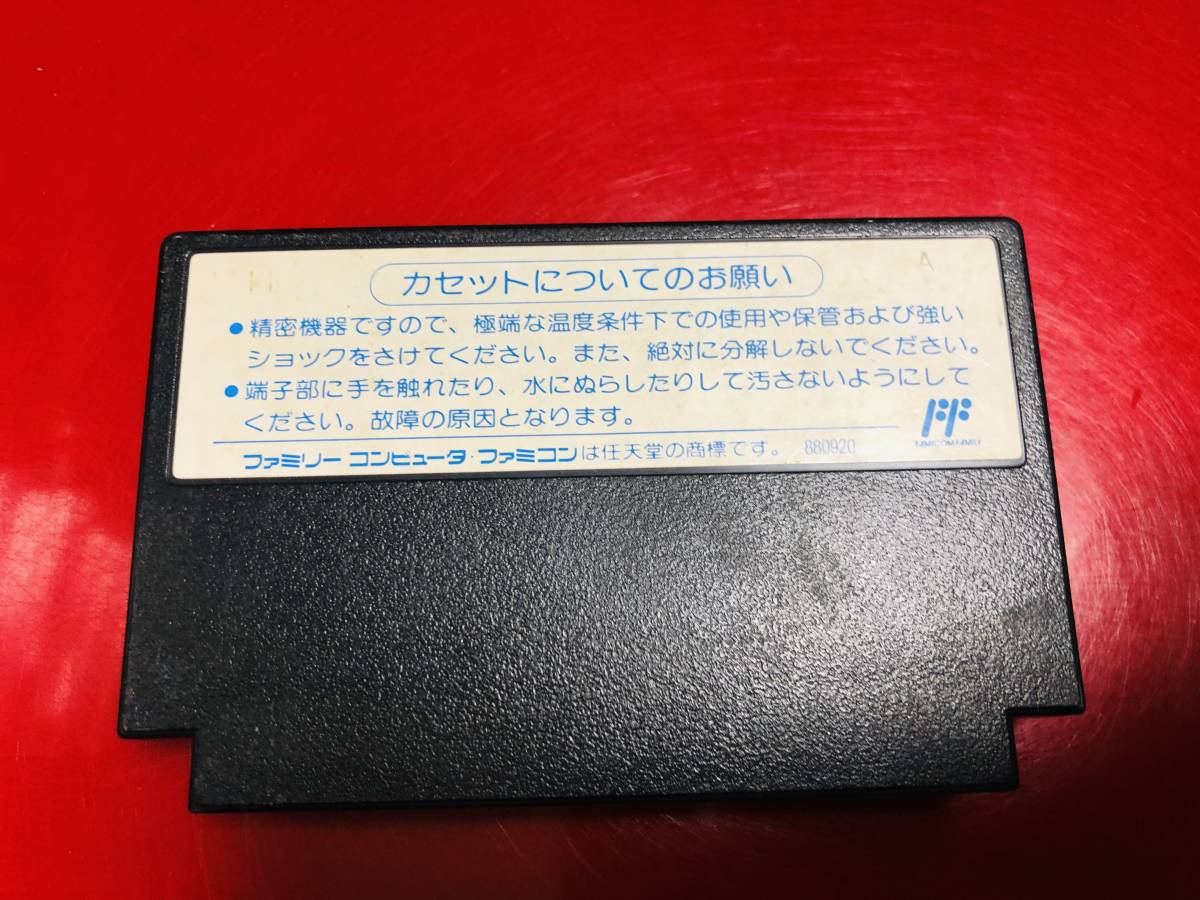 カセットについてのお願い
A
●精密機器ですので、極端な温度条件下での使用や保管および強い
ショックをさけてください。また、絶対に分解しないでください。
●端子部に手を触れたり、水にぬらしたりして汚さないようにして
ください。故障の原因となります。
FAMICOM FAMILY
ファミリー コンピュータ・ファミコンは任天堂の商標です。 880920